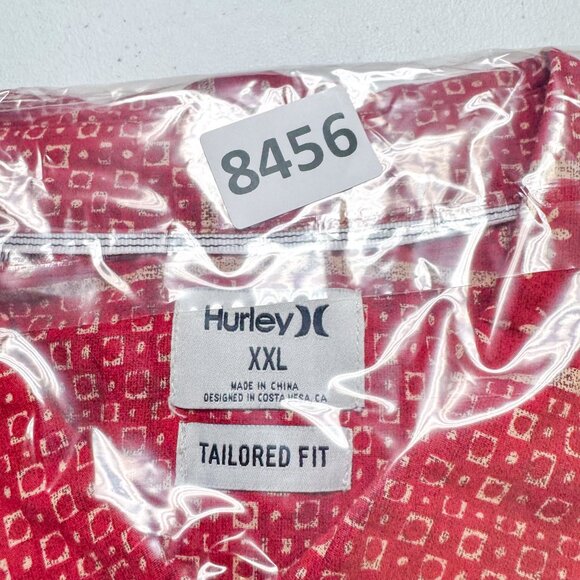 8456
Hurley
XXL
MADE IN CHINA
DESIGNED IN COSTA MESA, CA
TAILORED FIT